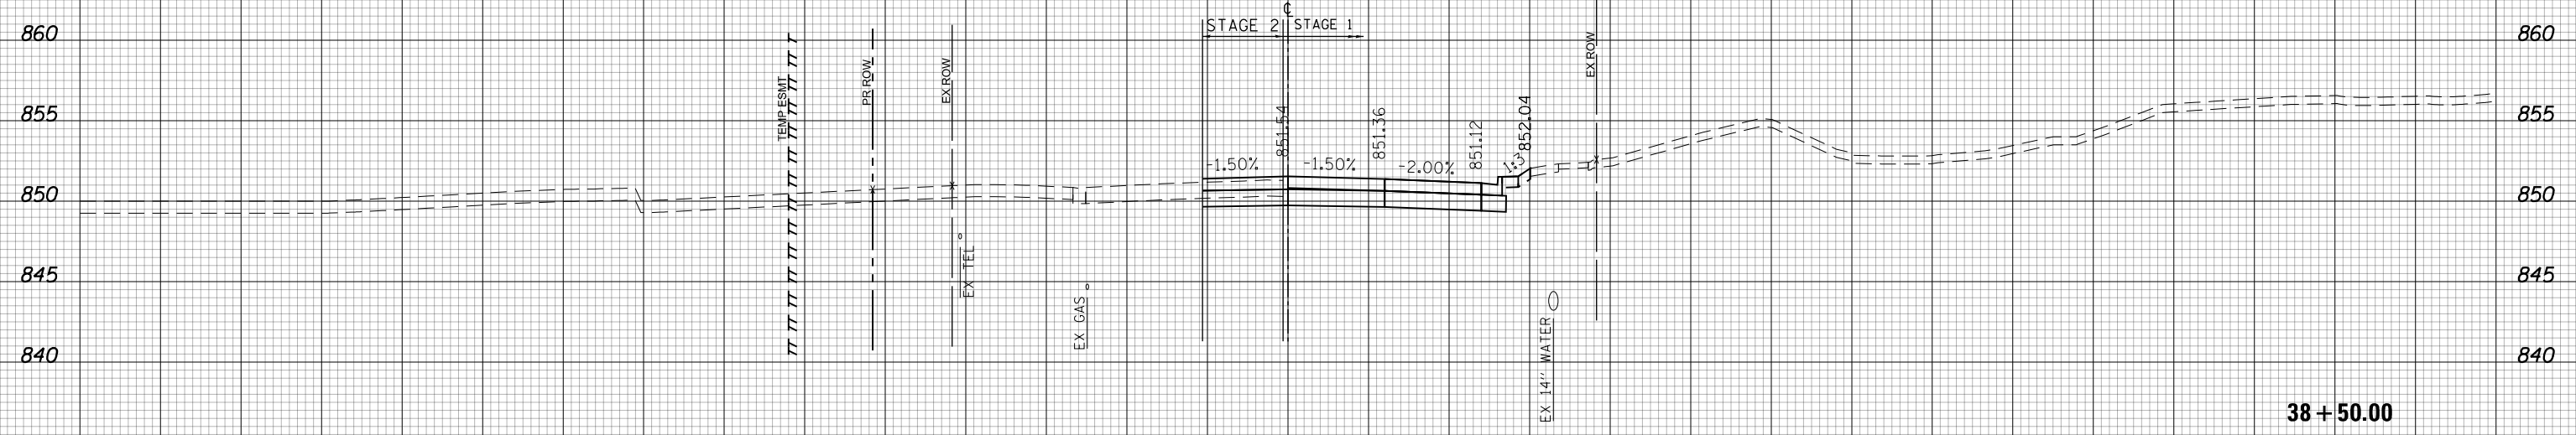 ℄
STAGE 2 STAGE 1
860 860
TEMP ESMT
PR ROW
EX ROW
EX ROW
855 855
851.54
851.36
851.12
852.04
-1.50% -1.50% -2.00% 1:3
850 850
EX TEL
845 845
EX GAS
EX 14" WATER
840 840
38+50.00